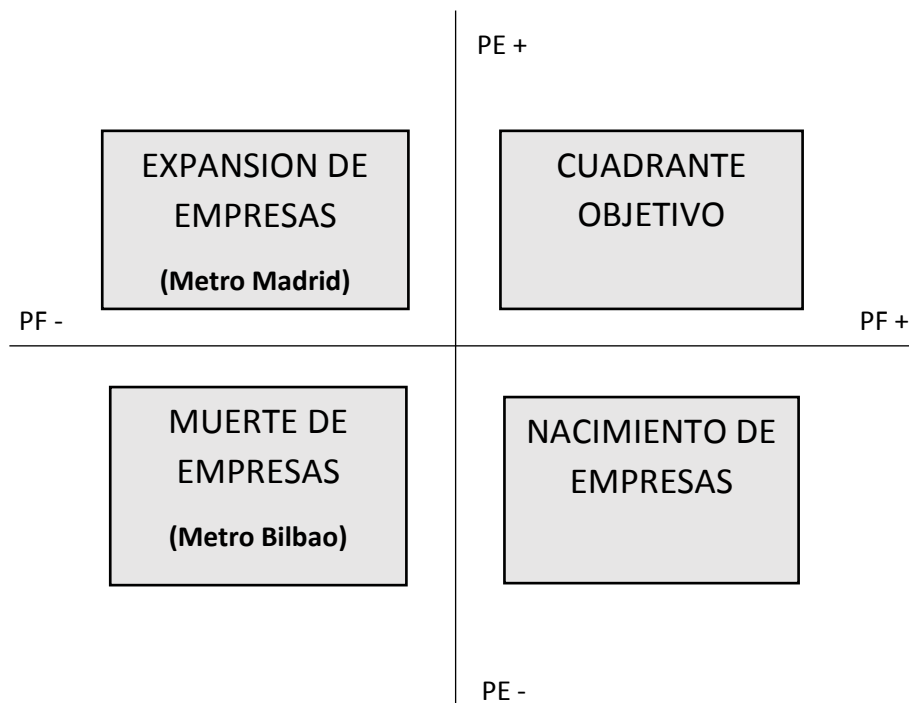 PE +
EXPANSION DE
EMPRESAS
(Metro Madrid)
CUADRANTE
OBJETIVO
PF -
PF +
MUERTE DE
EMPRESAS
(Metro Bilbao)
NACIMIENTO DE
EMPRESAS
PE -